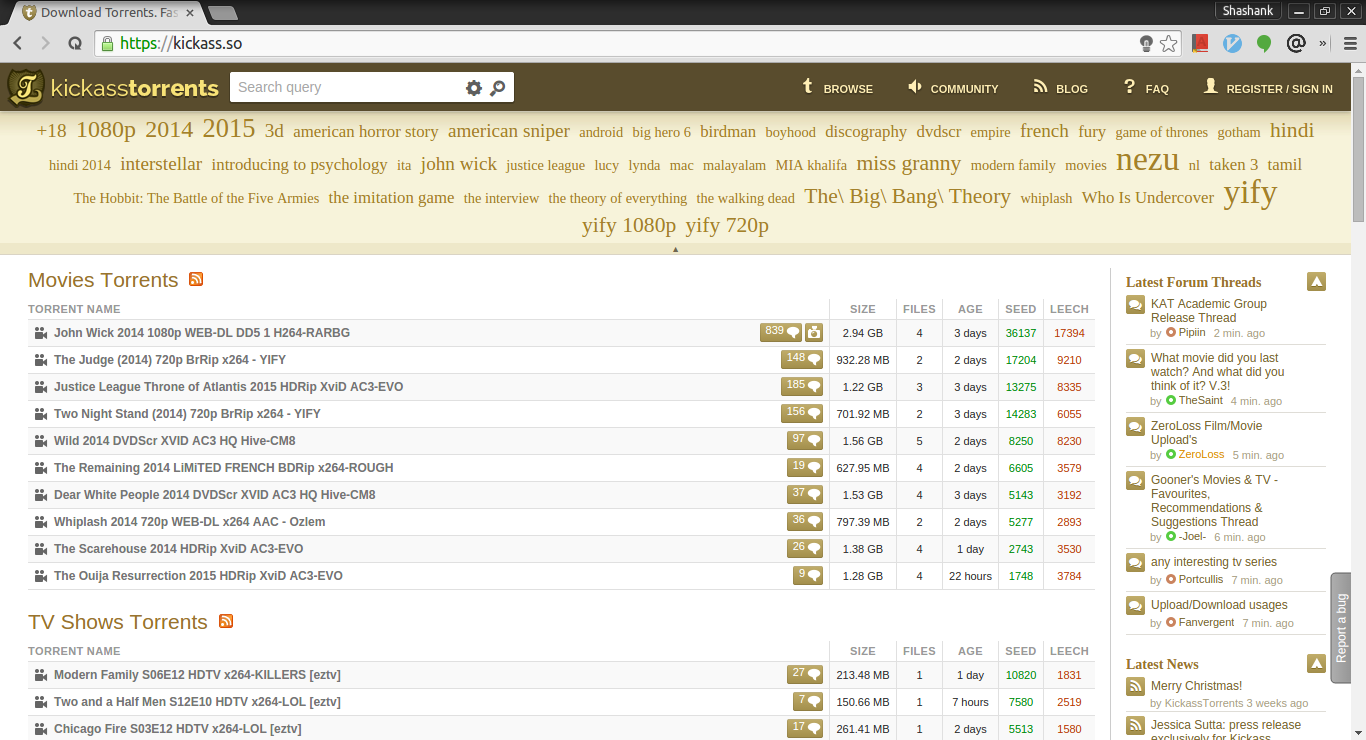 Download Torrents. Fas
Shashank
https://kickass.so
kickasstorrents
Search query
BROWSE
COMMUNITY
BLOG
FAQ
REGISTER / SIGN IN
+18 1080p 2014 2015 3d american horror story american sniper android big hero 6 birdman boyhood discography dvdscr empire french fury game of thrones gotham hindi
hindi 2014 interstellar introducing to psychology ita john wick justice league lucy lynda mac malayalam MIA khalifa miss granny modern family movies nezu nl taken 3 tamil
The Hobbit: The Battle of the Five Armies the imitation game the interview the theory of everything the walking dead The\ Big\ Bang\ Theory whiplash Who Is Undercover yify
yify 1080p yify 720p
Movies Torrents
TORRENT NAME SIZE FILES AGE SEED LEECH
John Wick 2014 1080p WEB-DL DD5 1 H264-RARBG 839 2.94 GB 4 3 days 36137 17394
The Judge (2014) 720p BrRip x264 - YIFY 148 932.28 MB 2 2 days 17204 9210
Justice League Throne of Atlantis 2015 HDRip XviD AC3-EVO 185 1.22 GB 3 3 days 13275 8335
Two Night Stand (2014) 720p BrRip x264 - YIFY 156 701.92 MB 2 3 days 14283 6055
Wild 2014 DVDScr XVID AC3 HQ Hive-CM8 97 1.56 GB 5 2 days 8250 8230
The Remaining 2014 LiMiTED FRENCH BDRip x264-ROUGH 19 627.95 MB 4 2 days 6605 3579
Dear White People 2014 DVDScr XVID AC3 HQ Hive-CM8 37 1.53 GB 4 3 days 5143 3192
Whiplash 2014 720p WEB-DL x264 AAC - Ozlem 36 797.39 MB 2 2 days 5277 2893
The Scarehouse 2014 HDRip XviD AC3-EVO 26 1.38 GB 4 1 day 2743 3530
The Ouija Resurrection 2015 HDRip XviD AC3-EVO 9 1.28 GB 4 22 hours 1748 3784
TV Shows Torrents
TORRENT NAME SIZE FILES AGE SEED LEECH
Modern Family S06E12 HDTV x264-KILLERS [eztv] 27 213.48 MB 1 1 day 10820 1831
Two and a Half Men S12E10 HDTV x264-LOL [eztv] 7 150.66 MB 1 7 hours 7580 2519
Chicago Fire S03E12 HDTV x264-LOL [eztv] 17 261.41 MB 1 2 days 5513 1580
Latest Forum Threads
KAT Academic Group
Release Thread
by Pipiin 2 min. ago
What movie did you last
watch? And what did you
think of it? V.3!
by TheSaint 4 min. ago
ZeroLoss Film/Movie
Upload's
by ZeroLoss 5 min. ago
Gooner's Movies & TV -
Favourites,
Recommendations &
Suggestions Thread
by -Joel- 6 min. ago
any interesting tv series
by Portcullis 7 min. ago
Upload/Download usages
by Fanvergent 7 min. ago
Latest News
Merry Christmas!
by KickassTorrents 3 weeks ago
Jessica Sutta: press release
exclusively for Kickass
Report a bug